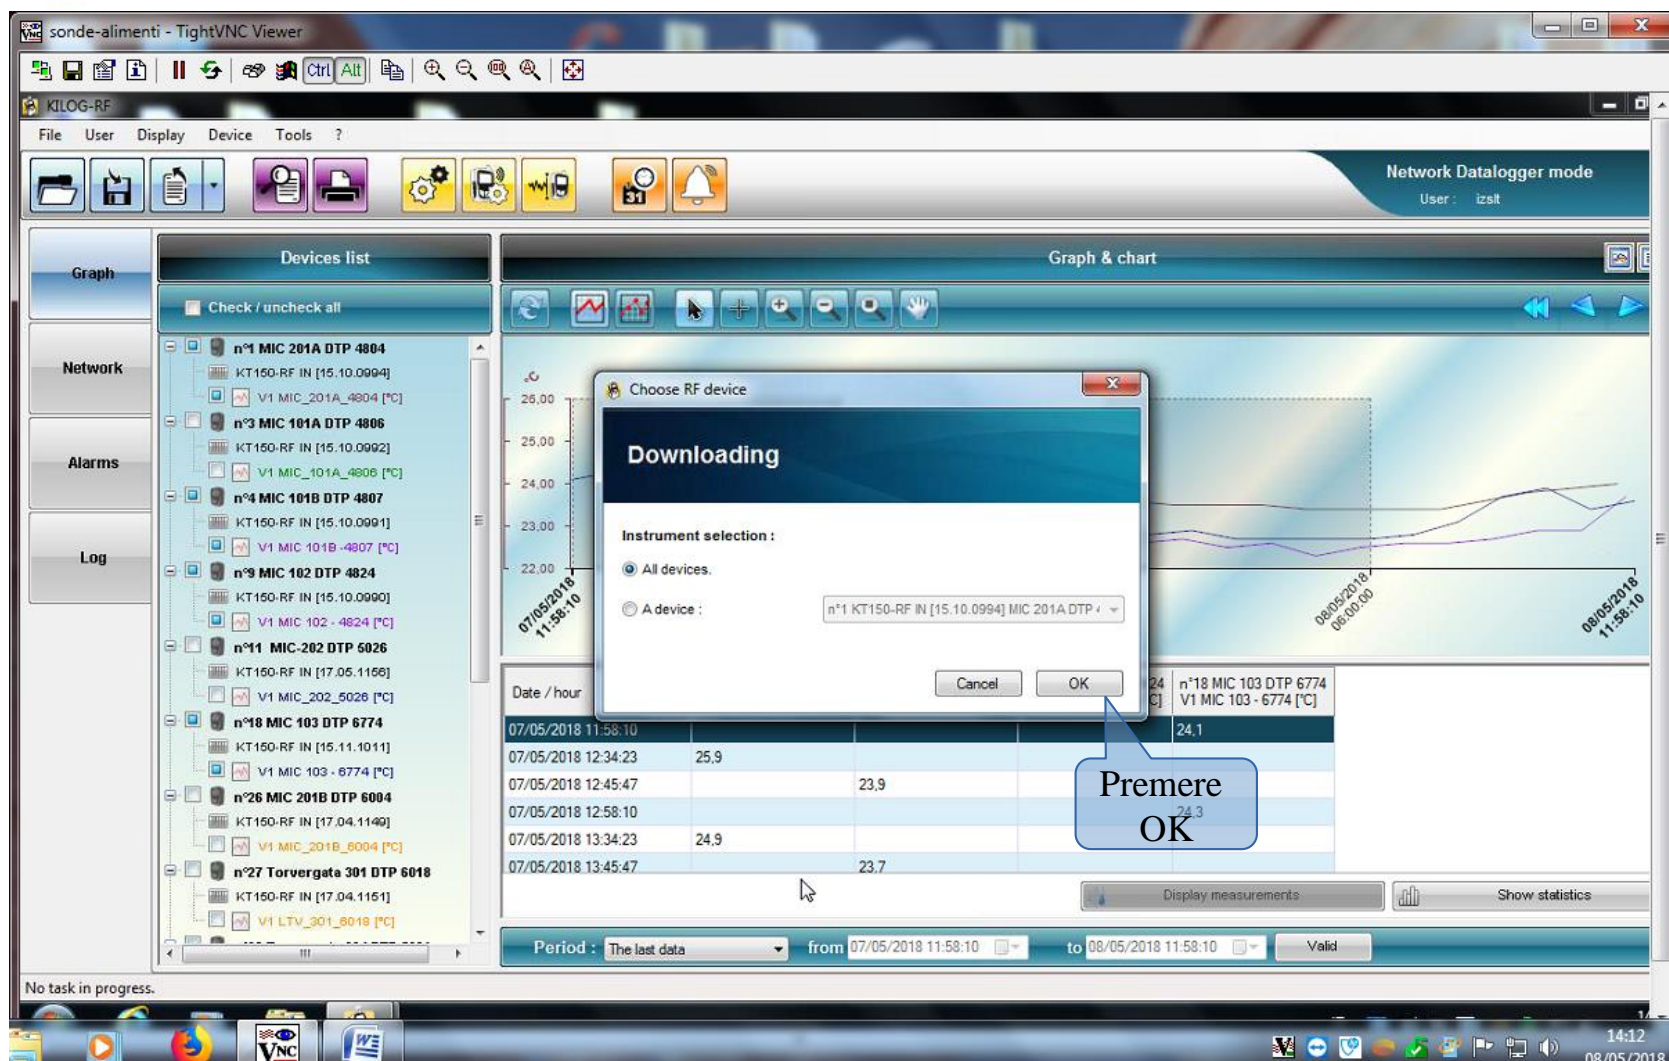 sonde-alimenti - TightVNC Viewer
Ctrl Alt
KILOG-RF
File User Display Device Tools ?
Network Datalogger mode
User : izslt
Graph
Network
Alarms
Log
Devices list
Check / uncheck all
n°1 MIC 201A DTP 4804
KT150-RF IN [15.10.0994]
V1 MIC_201A_4804 [°C]
n°3 MIC 101A DTP 4806
KT150-RF IN [15.10.0992]
V1 MIC_101A_4806 [°C]
n°4 MIC 101B DTP 4807
KT150-RF IN [15.10.0991]
V1 MIC 101B -4807 [°C]
n°9 MIC 102 DTP 4824
KT150-RF IN [15.10.0990]
V1 MIC 102 - 4824 [°C]
n°11 MIC-202 DTP 5026
KT150-RF IN [17.05.1156]
V1 MIC_202_5026 [°C]
n°18 MIC 103 DTP 6774
KT150-RF IN [15.11.1011]
V1 MIC 103 - 6774 [°C]
n°26 MIC 201B DTP 6004
KT150-RF IN [17.04.1149]
V1 MIC_201B_6004 [°C]
n°27 Torvergata 301 DTP 6018
KT150-RF IN [17.04.1151]
V1 LTV_301_6018 [°C]
Graph & chart
°C
26,00
25,00
24,00
23,00
22,00
07/05/2018
11:58:10
08/05/2018
06:00:00
08/05/2018
11:58:10
Choose RF device
Downloading
Instrument selection :
All devices.
A device :
n°1 KT150-RF IN [15.10.0994] MIC 201A DTP
Cancel OK
Premere
OK
Date / hour
24 n°18 MIC 103 DTP 6774
C] V1 MIC 103 - 6774 [°C]
07/05/2018 11:58:10 24,1
07/05/2018 12:34:23 25,9
07/05/2018 12:45:47 23,9
07/05/2018 12:58:10 24,3
07/05/2018 13:34:23 24,9
07/05/2018 13:45:47 23,7
Display measurements Show statistics
Period : The last data from 07/05/2018 11:58:10 to 08/05/2018 11:58:10 Valid
No task in progress.
VNC
14:12
08/05/2018